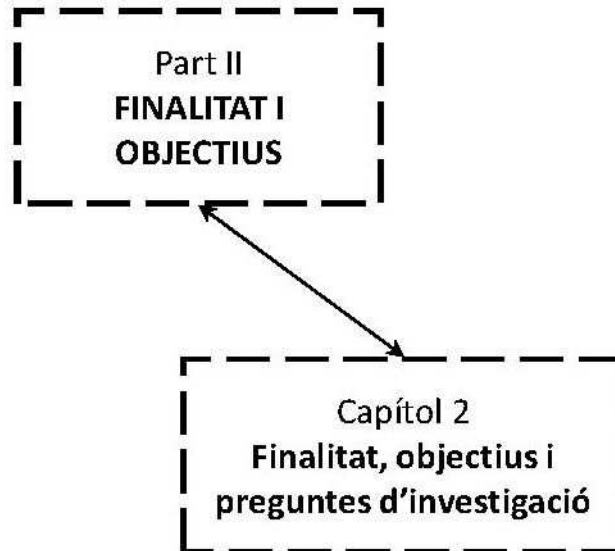 Part II
FINALITAT I
OBJECTIUS
Capítol 2
Finalitat, objectius i
preguntes d’investigació